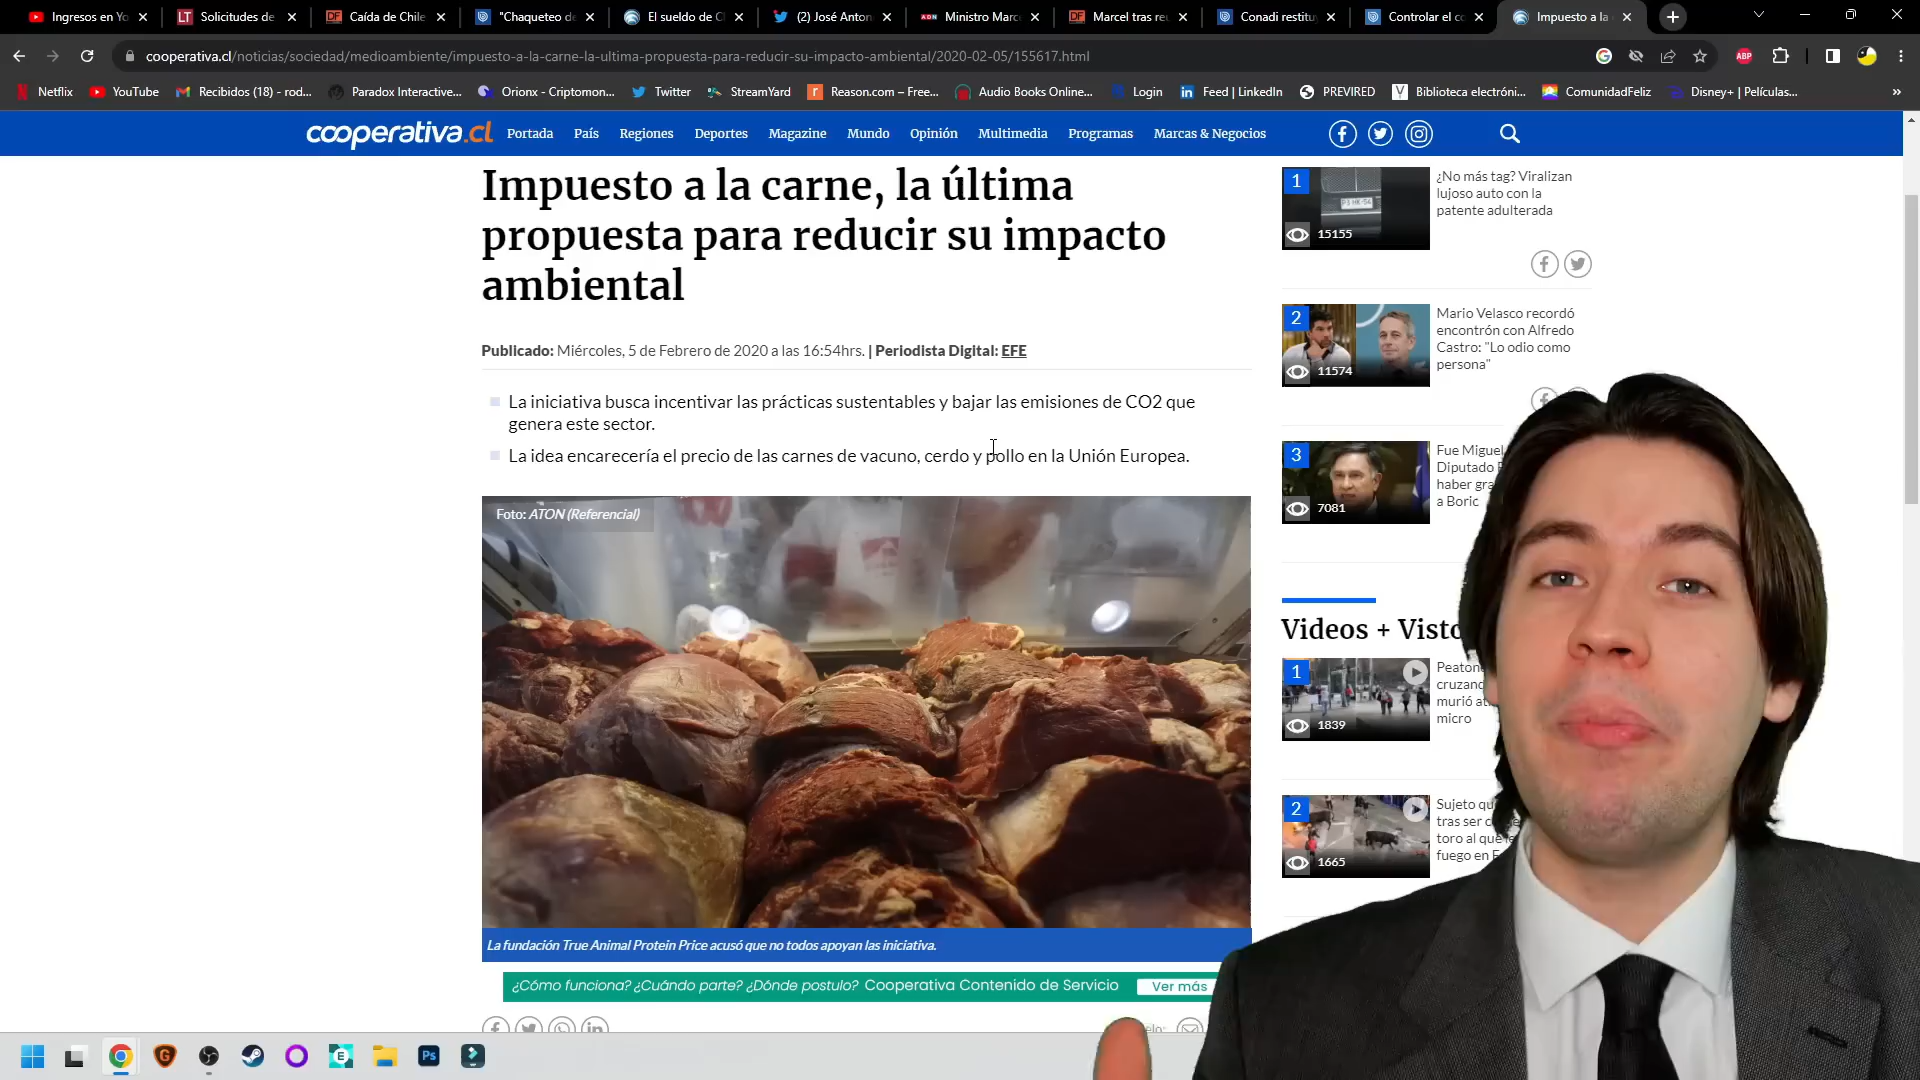 Ingresos en Yo
Solicitudes de
Caída de Chile
"Chaqueteo de
El sueldo de C
(2) José Anton
Ministro Marc
Marcel tras re
Conadi restitu
Controlar el co
Impuesto a la
cooperativa.cl/noticias/sociedad/medioambiente/impuesto-a-la-carne-la-ultima-propuesta-para-reducir-su-impacto-ambiental/2020-02-05/155617.html
ABP
Netflix
YouTube
Recibidos (18) - rod...
Paradox Interactive...
Orionx - Criptomon...
Twitter
StreamYard
Reason.com – Free...
Audio Books Online...
Login
Feed | LinkedIn
PREVIRED
Biblioteca electróni...
ComunidadFeliz
Disney+ | Películas...
»
cooperativa.cl
Portada
País
Regiones
Deportes
Magazine
Mundo
Opinión
Multimedia
Programas
Marcas & Negocios
Impuesto a la carne, la última
propuesta para reducir su impacto
ambiental
Publicado: Miércoles, 5 de Febrero de 2020 a las 16:54hrs. | Periodista Digital: EFE
La iniciativa busca incentivar las prácticas sustentables y bajar las emisiones de CO2 que
genera este sector.
La idea encarecería el precio de las carnes de vacuno, cerdo y pollo en la Unión Europea.
Foto: ATON (Referencial)
La fundación True Animal Protein Price acusó que no todos apoyan las iniciativa.
¿Cómo funciona? ¿Cuándo parte? ¿Dónde postulo? Cooperativa Contenido de Servicio
Ver más
1
15155
¿No más tag? Viralizan
lujoso auto con la
patente adulterada
2
11574
Mario Velasco recordó
encontrón con Alfredo
Castro: "Lo odio como
persona"
3
7081
Fue Miguel
Diputado
haber gra
a Boric
Videos + Visto
1
1839
Peaton
cruzand
murió at
micro
2
1665
Sujeto qu
tras ser c
toro al que le
fuego en E
elo: